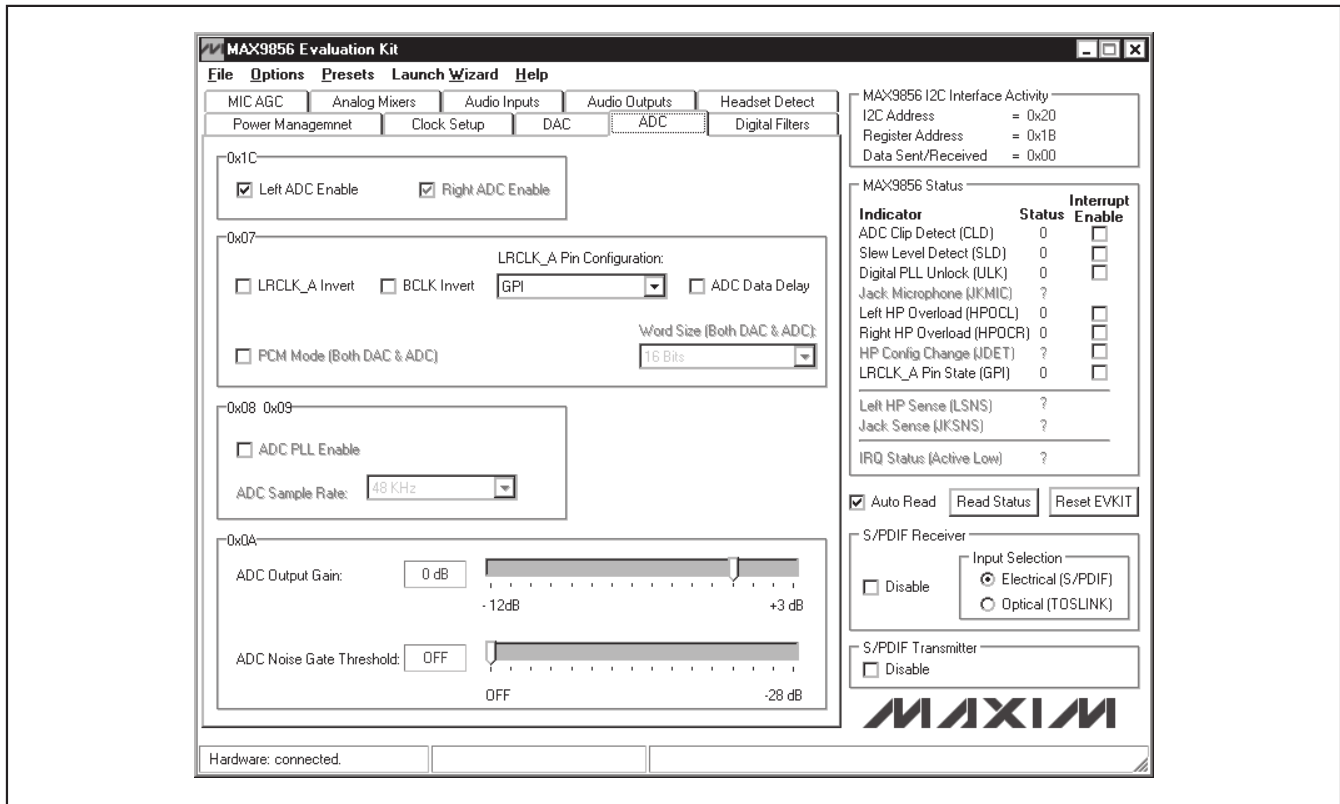 MAX9856 Evaluation Kit
File Options Presets Launch Wizard Help
MIC AGC Analog Mixers Audio Inputs Audio Outputs Headset Detect
Power Managemnet Clock Setup DAC ADC Digital Filters
0x1C
Left ADC Enable Right ADC Enable
0x07
LRCLK_A Pin Configuration:
LRCLK_A Invert BCLK Invert GPI ADC Data Delay
Word Size (Both DAC & ADC):
PCM Mode (Both DAC & ADC) 16 Bits
0x08 0x09
ADC PLL Enable
ADC Sample Rate: 48 KHz
0x0A
ADC Output Gain: 0 dB
- 12dB +3 dB
ADC Noise Gate Threshold: OFF
OFF -28 dB
MAX9856 I2C Interface Activity
I2C Address = 0x20
Register Address = 0x1B
Data Sent/Received = 0x00
MAX9856 Status
Interrupt
Indicator Status Enable
ADC Clip Detect (CLD) 0
Slew Level Detect (SLD) 0
Digital PLL Unlock (ULK) 0
Jack Microphone (JKMIC) ?
Left HP Overload (HPOCL) 0
Right HP Overload (HPOCR) 0
HP Config Change (JDET) ?
LRCLK_A Pin State (GPI) 0
Left HP Sense (LSNS) ?
Jack Sense (JKSNS) ?
IRQ Status (Active Low) ?
Auto Read Read Status Reset EVKIT
S/PDIF Receiver
Input Selection
Disable Electrical (S/PDIF)
Optical (TOSLINK)
S/PDIF Transmitter
Disable
MAXIM
Hardware: connected.